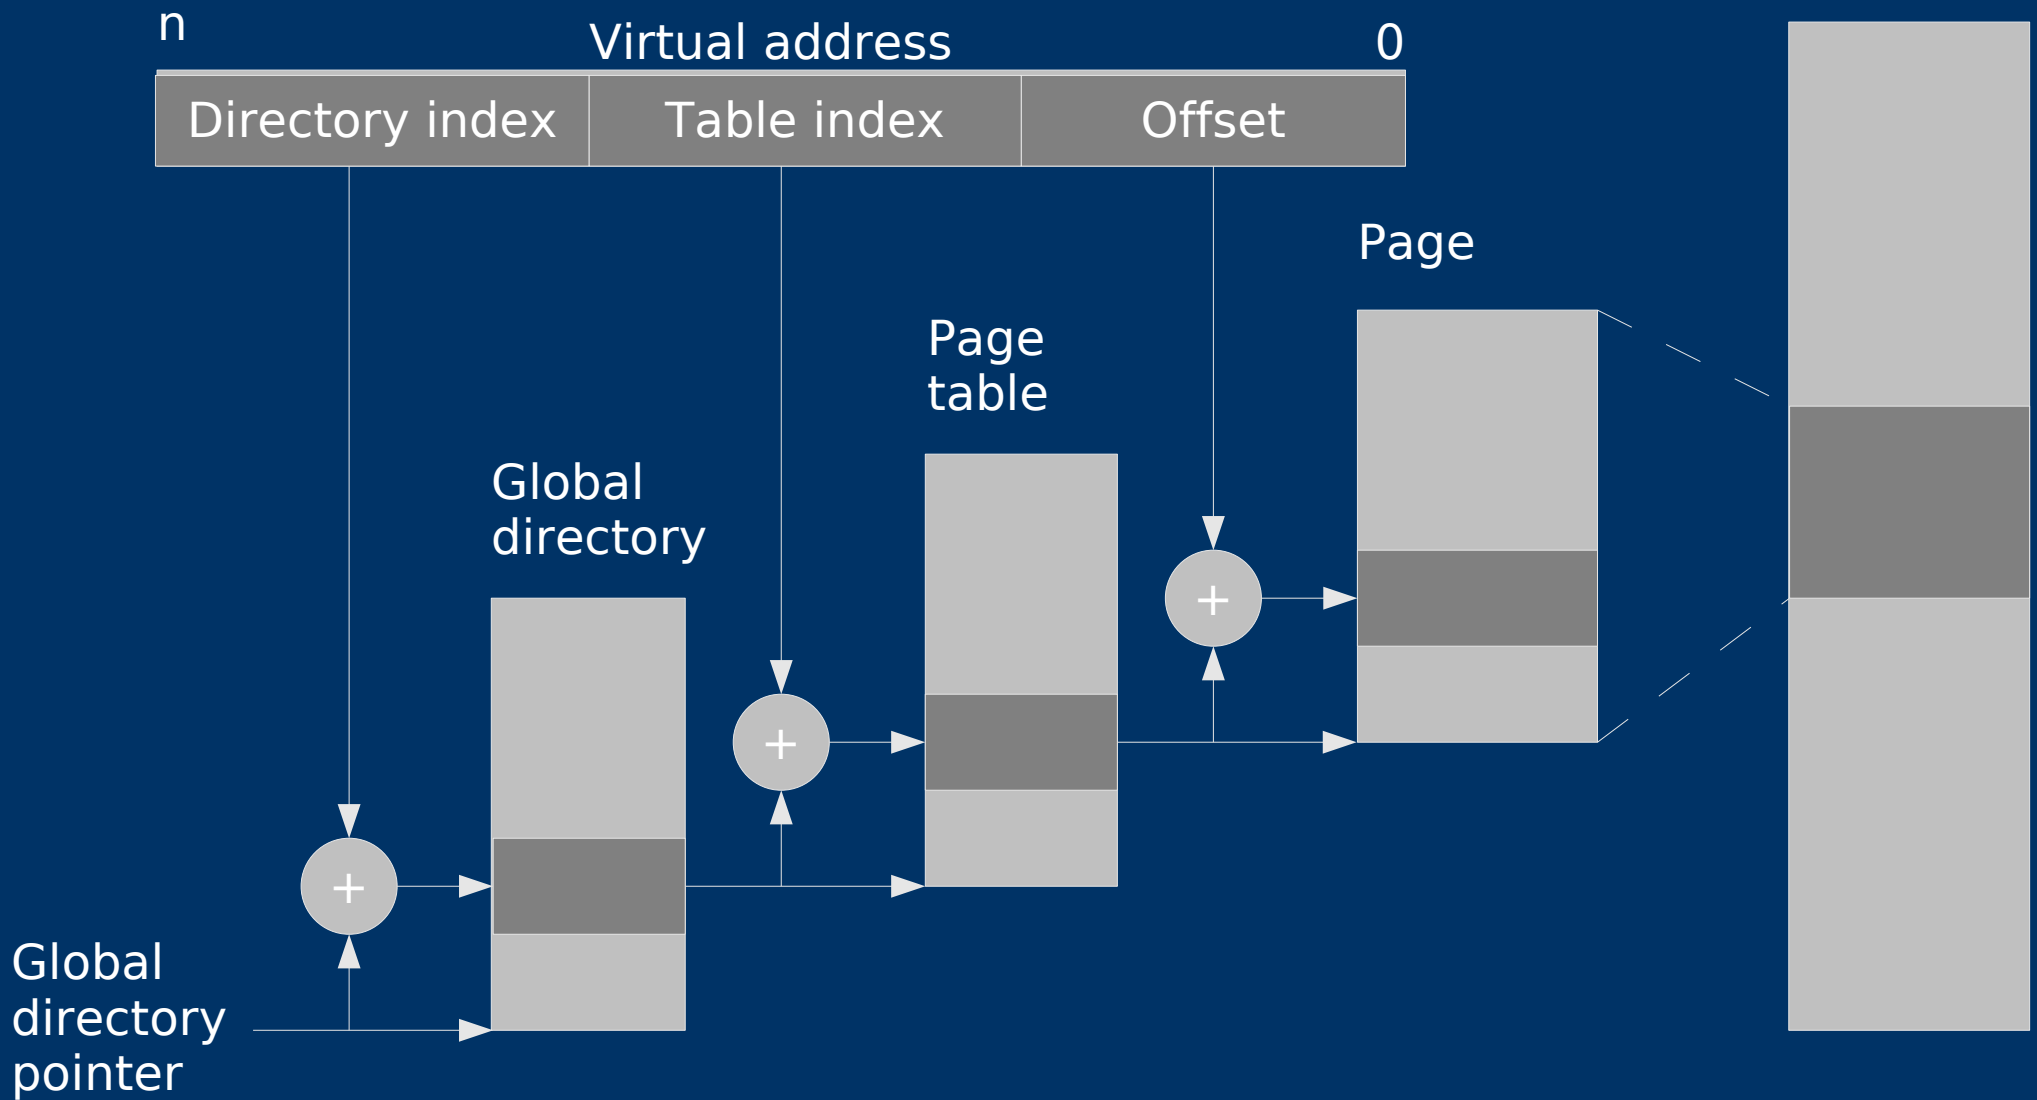 n
Virtual address
0
Directory index
Table index
Offset
Page
Page
table
Global
directory
+
+
+
Global
directory
pointer